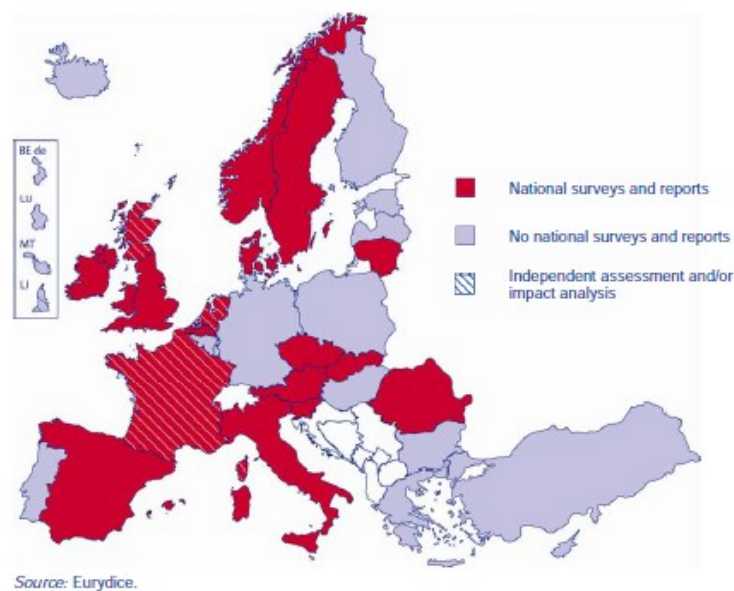 BE de
LU
MT
LI
National surveys and reports
No national surveys and reports
Independent assessment and/or
impact analysis
Source: Eurydice.